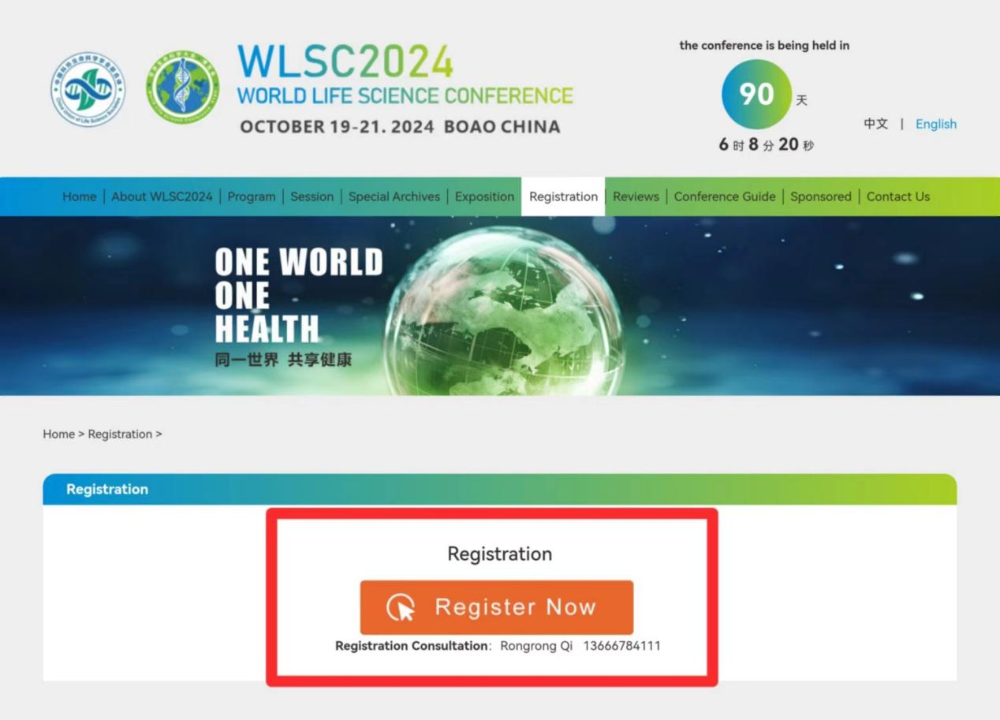 WLSC2024
WORLD LIFE SCIENCE CONFERENCE
OCTOBER 19-21. 2024 BOAO CHINA
the conference is being held in
90 天
6 时 8 分 20 秒
中文 | English
Home | About WLSC2024 | Program | Session | Special Archives | Exposition | Registration | Reviews | Conference Guide | Sponsored | Contact Us
ONE WORLD
ONE
HEALTH
同一世界 共享健康
Home > Registration >
Registration
Registration
Register Now
Registration Consultation: Rongrong Qi 13666784111